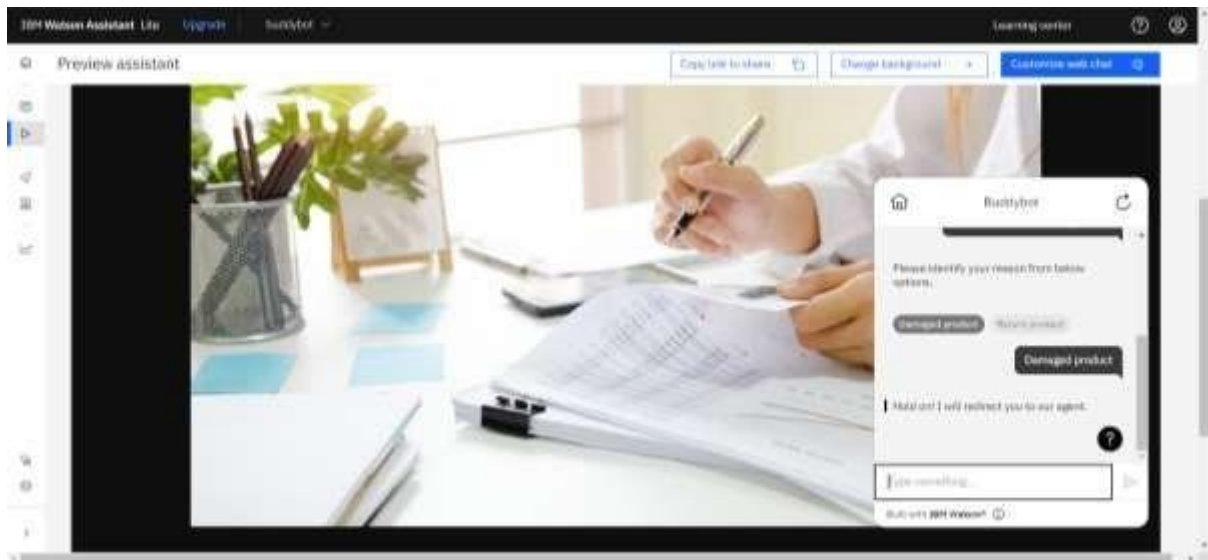 IBM Watson Assistant Lite Upgrade buddybot Learning center
Preview assistant
Copy link to share Change background Customize web chat
Buddybot
Please identify your reason from below
options.
Damaged product Return product
Damaged product
Hold on! I will redirect you to our agent.
Type something...
Built with IBM Watson®